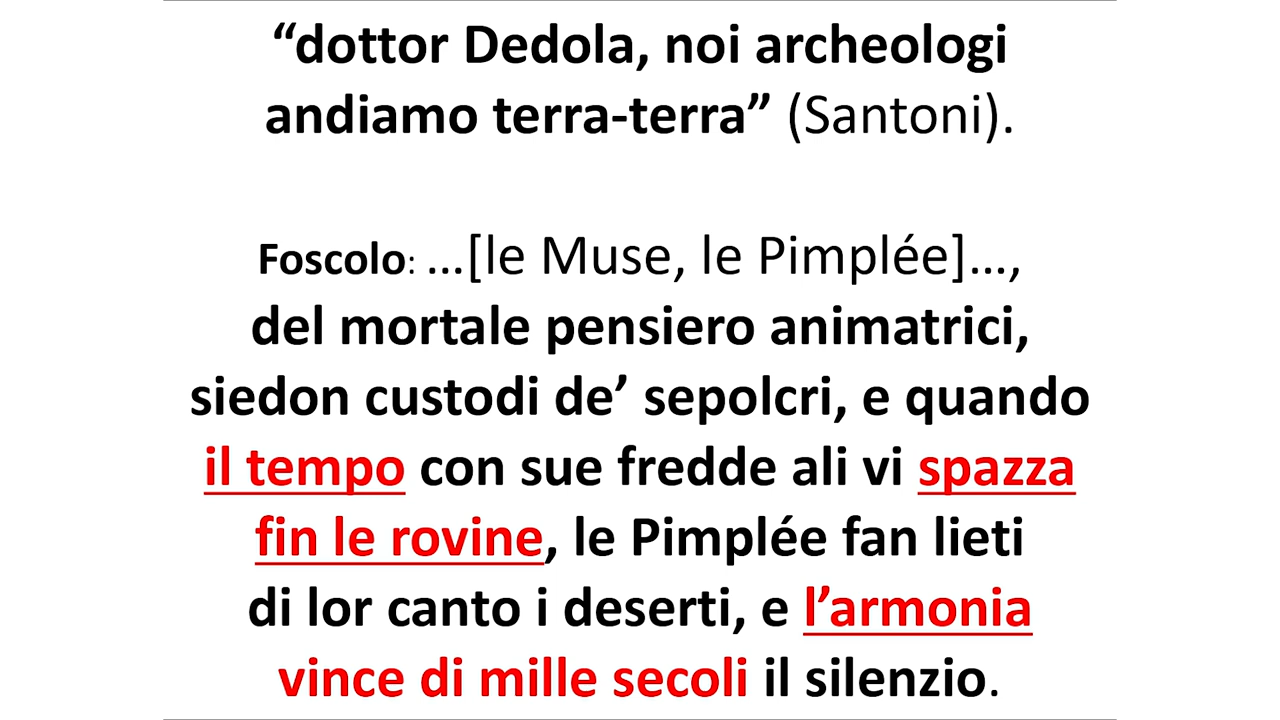 “dottor Dedola, noi archeologi
andiamo terra-terra” (Santoni).
Foscolo: …[le Muse, le Pimplée]…,
del mortale pensiero animatrici,
siedon custodi de’ sepolcri, e quando
il tempo con sue fredde ali vi spazza
fin le rovine, le Pimplée fan lieti
di lor canto i deserti, e l’armonia
vince di mille secoli il silenzio.